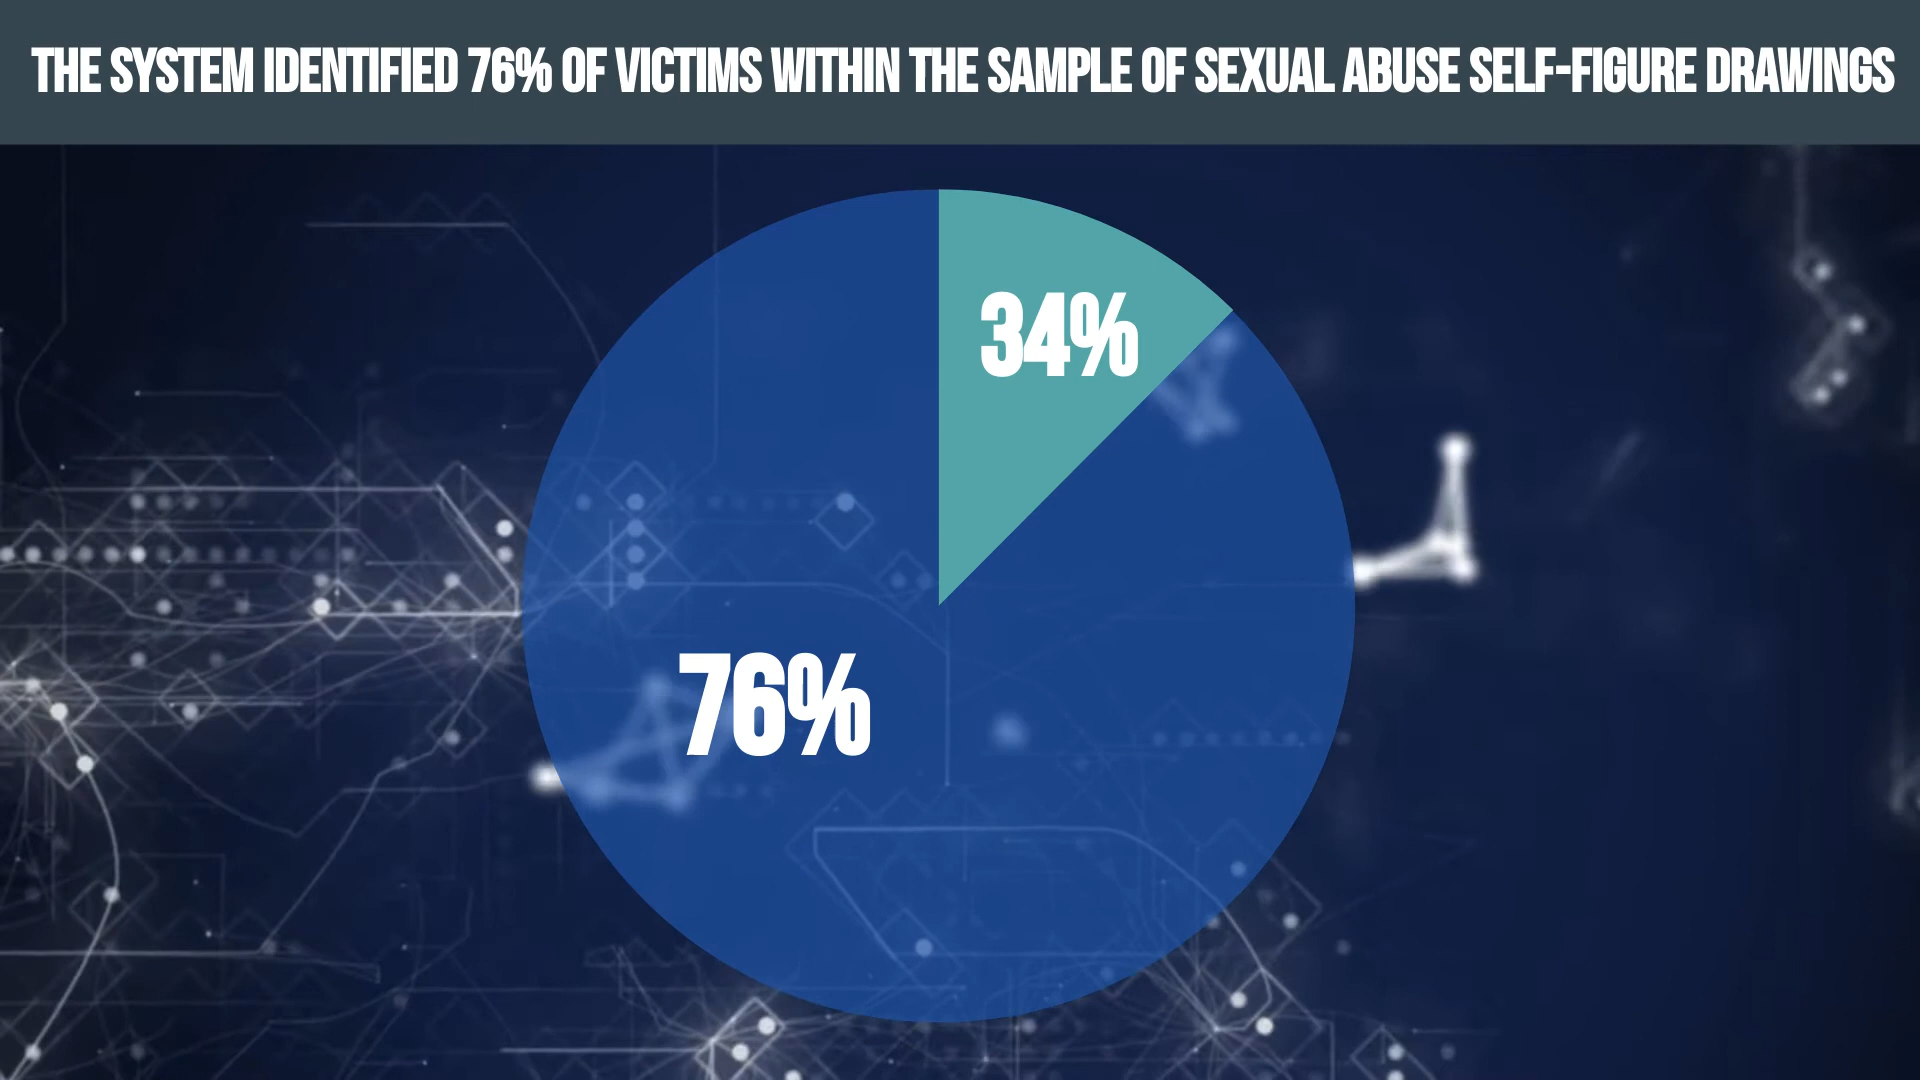 THE SYSTEM IDENTIFIED 76% OF VICTIMS WITHIN THE SAMPLE OF SEXUAL ABUSE SELF-FIGURE DRAWINGS
34%
76%